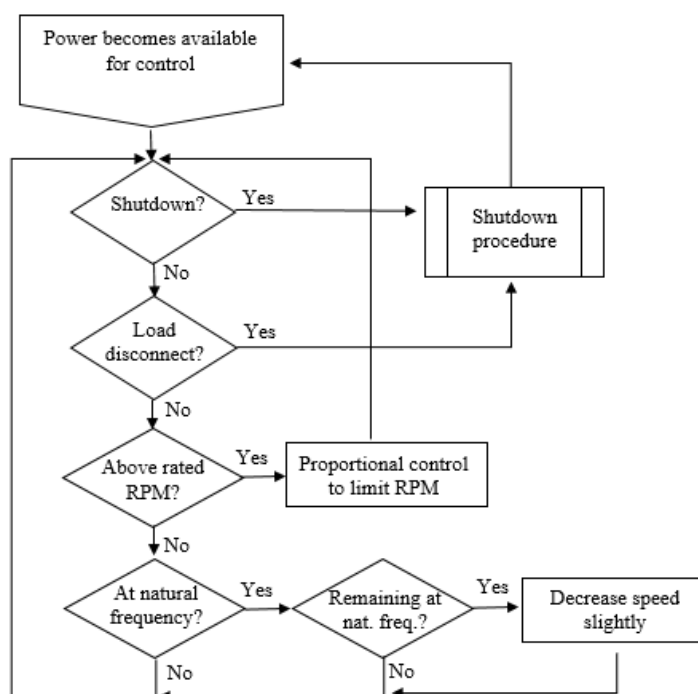 Power becomes available
for control
Shutdown?
Yes
Shutdown
procedure
No
Load
disconnect?
Yes
No
Above rated
RPM?
Yes
Proportional control
to limit RPM
No
At natural
frequency?
Yes
Remaining at
nat. freq.?
Yes
Decrease speed
slightly
No
No